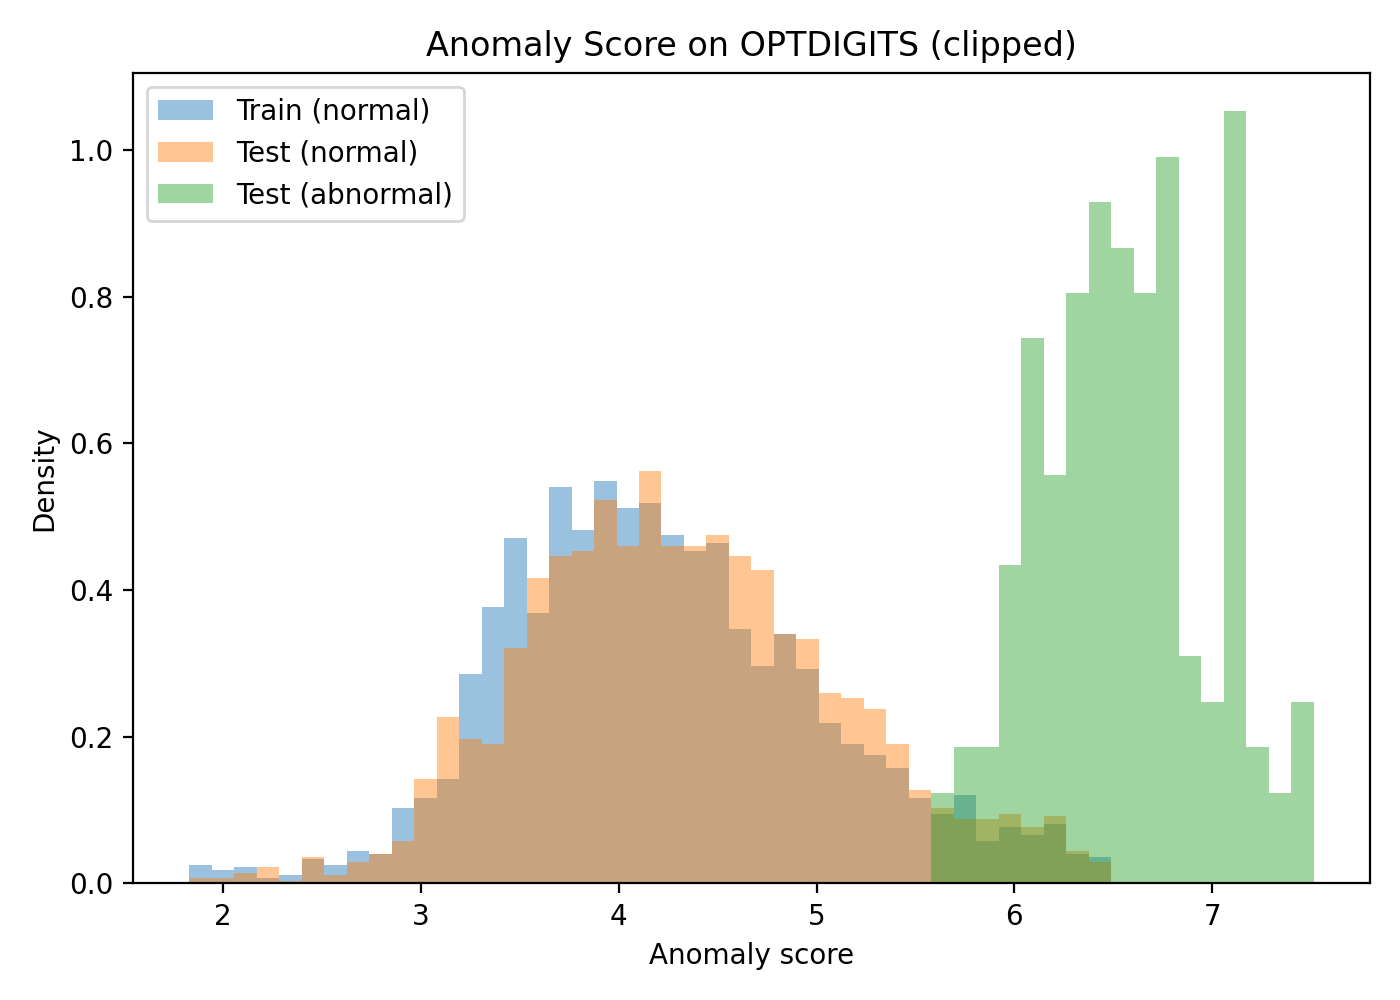 Anomaly Score on OPTDIGITS (clipped)
Train (normal)
Test (normal)
Test (abnormal)
1.0
0.8
0.6
0.4
0.2
0.0
Density
2 3 4 5 6 7
Anomaly score